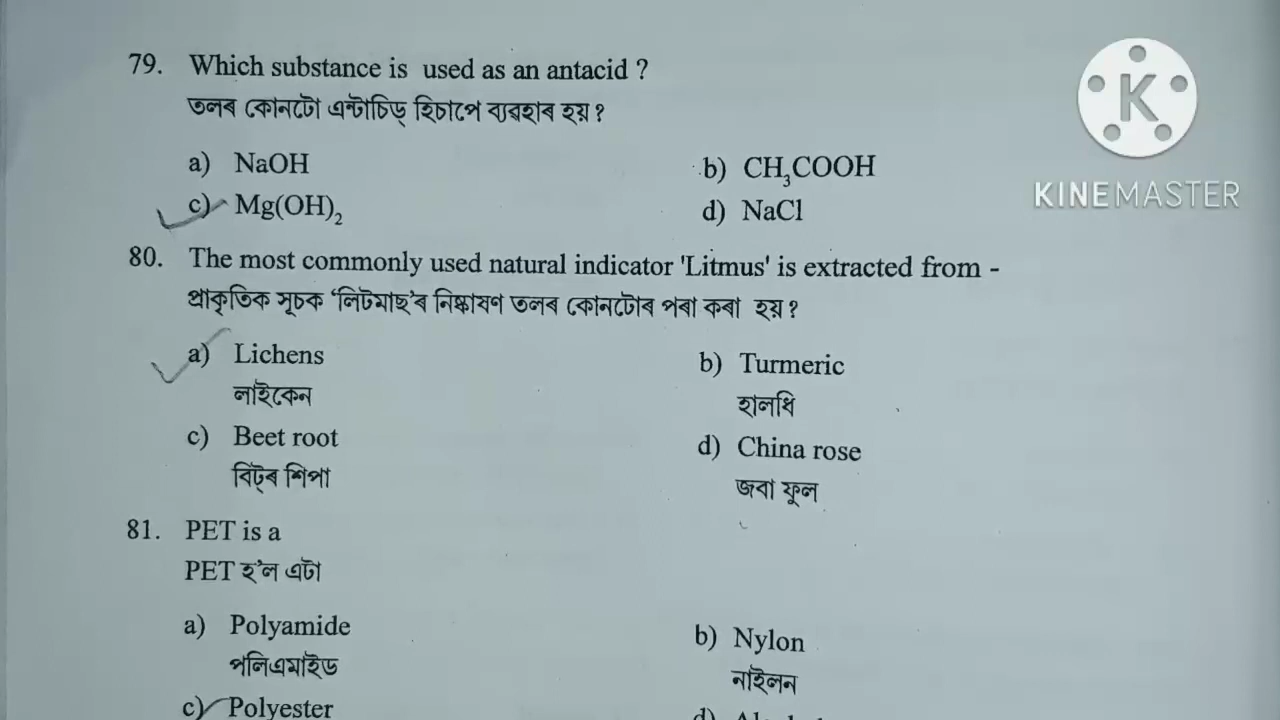 79. Which substance is used as an antacid ?
তলৰ কোনটো এন্টাচিড্ হিচাপে ব্যৱহাৰ হয় ?
a) NaOH b) CH₃COOH
c) Mg(OH)₂ d) NaCl
80. The most commonly used natural indicator 'Litmus' is extracted from -
প্ৰাকৃতিক সূচক ‘লিটমাছ’ৰ নিষ্কাষণ তলৰ কোনটোৰ পৰা কৰা হয় ?
a) Lichens b) Turmeric
লাইকেন হালধি
c) Beet root d) China rose
বিট্ৰ শিপা জবা ফুল
81. PET is a
PET হ'ল এটা
a) Polyamide b) Nylon
পলিএমাইড নাইলন
c) Polyester d)
K
KINEMASTER